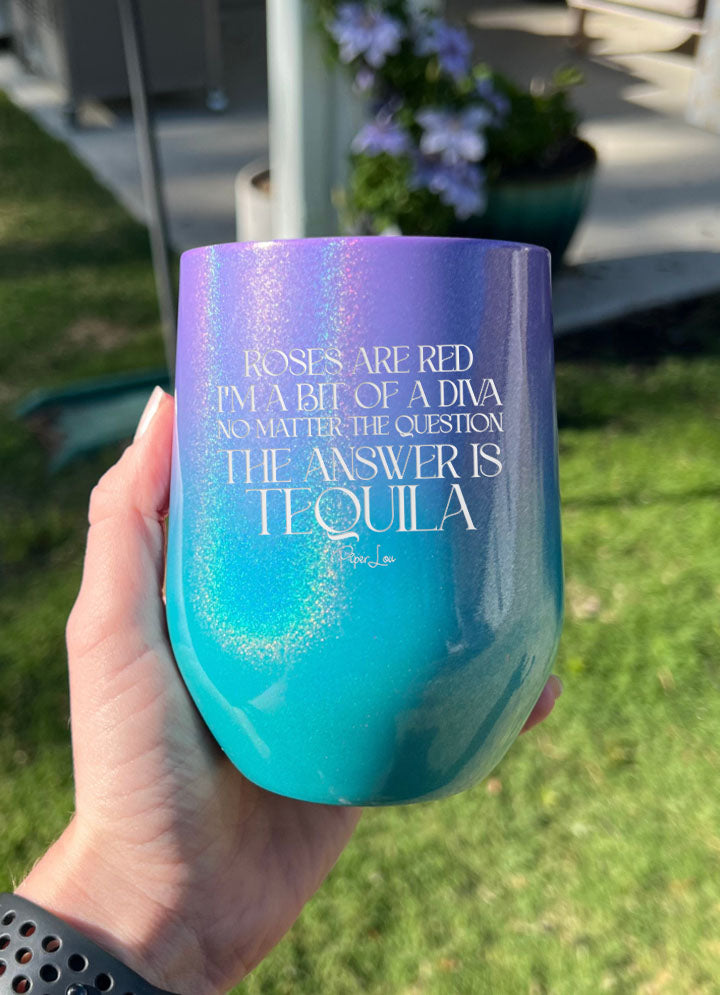 ROSES ARE RED
I'M A BIT OF A DIVA
NO MATTER THE QUESTION
THE ANSWER IS
TEQUILA
Piper Lou